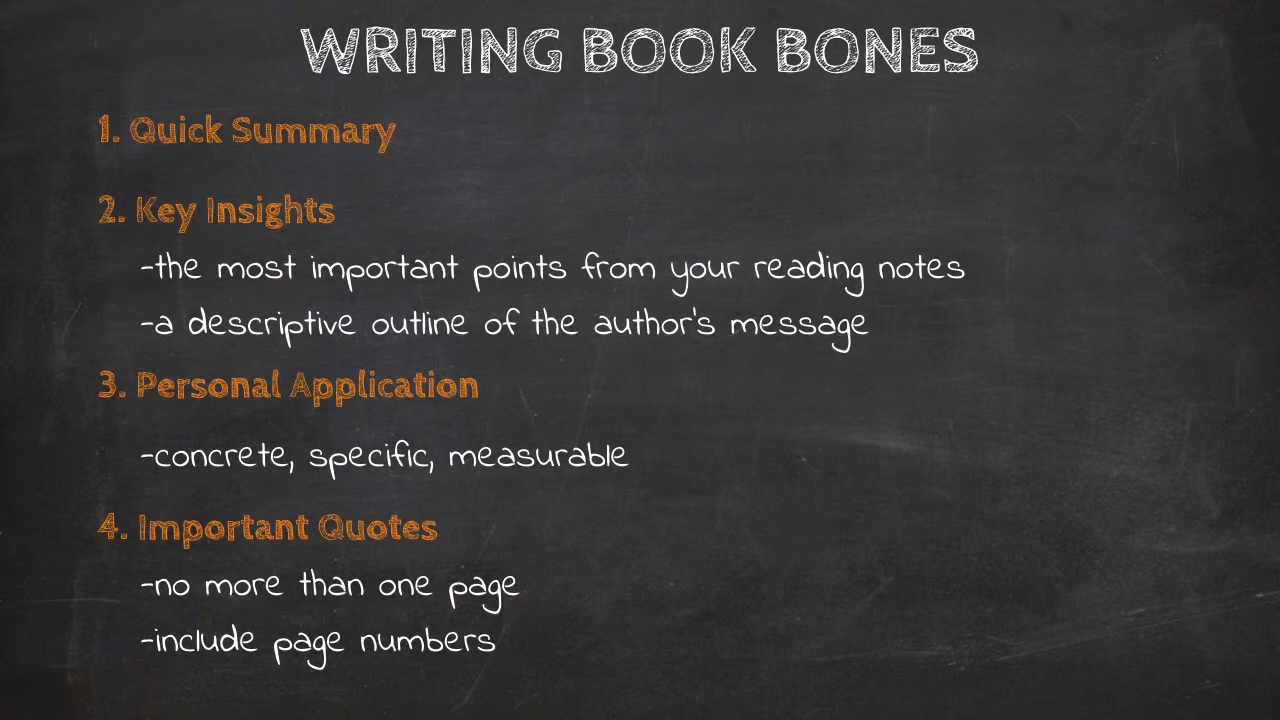 WRITING BOOK BONES
1. Quick Summary
2. Key Insights
-the most important points from your reading notes
-a descriptive outline of the author's message
3. Personal Application
-concrete, specific, measurable
4. Important Quotes
-no more than one page
-include page numbers